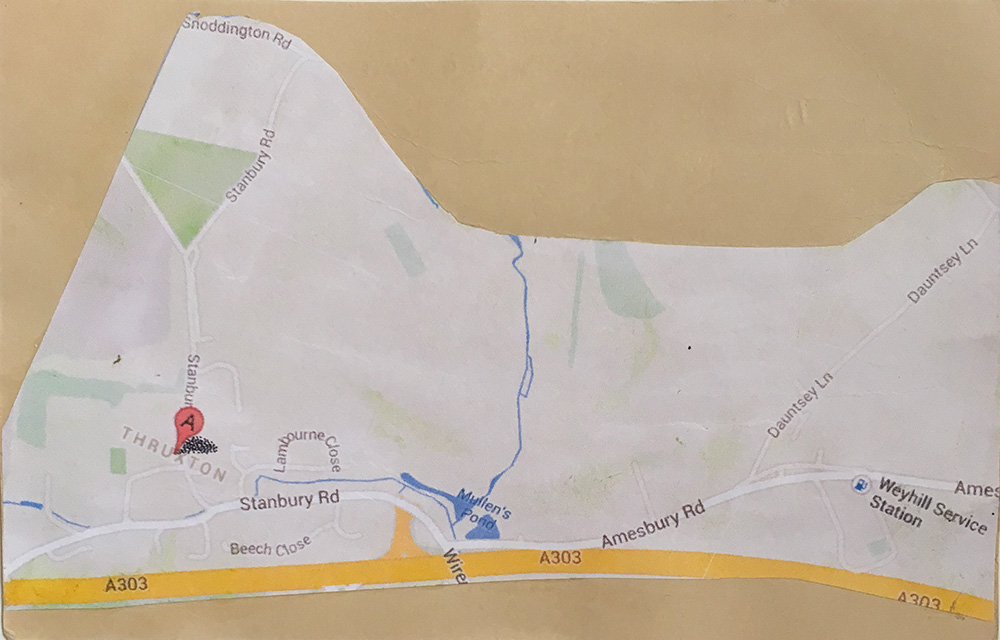 Snoddington Rd
Stanbury Rd
Dauntsey Ln
Stanbu
Dauntsey Ln
A
THRUXTON
Lambourne Close
Stanbury Rd
Mullen's
Pond
Weyhill Service
Station
Ames
Amesbury Rd
Beech Close
Wire
A303
A303
A303